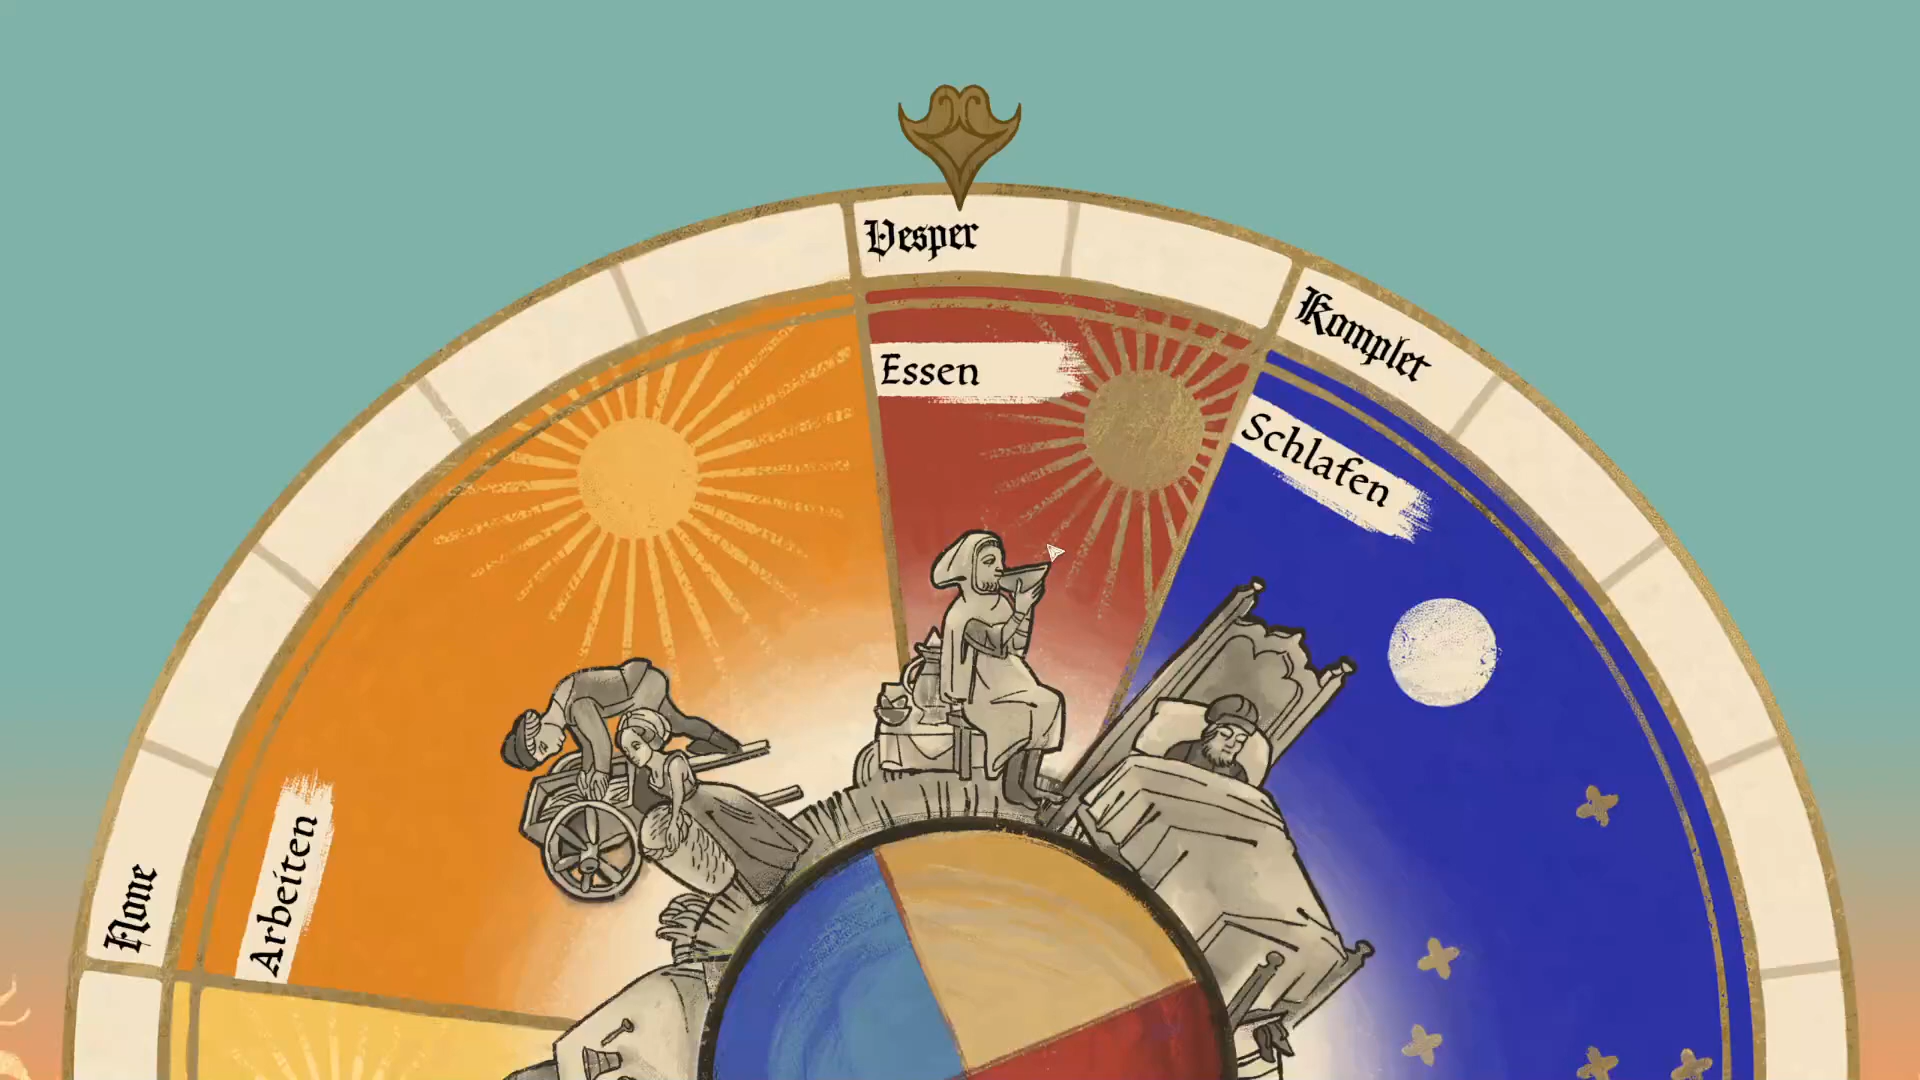 Vesper
Komplet
Essen
Schlafen
None
Arbeiten